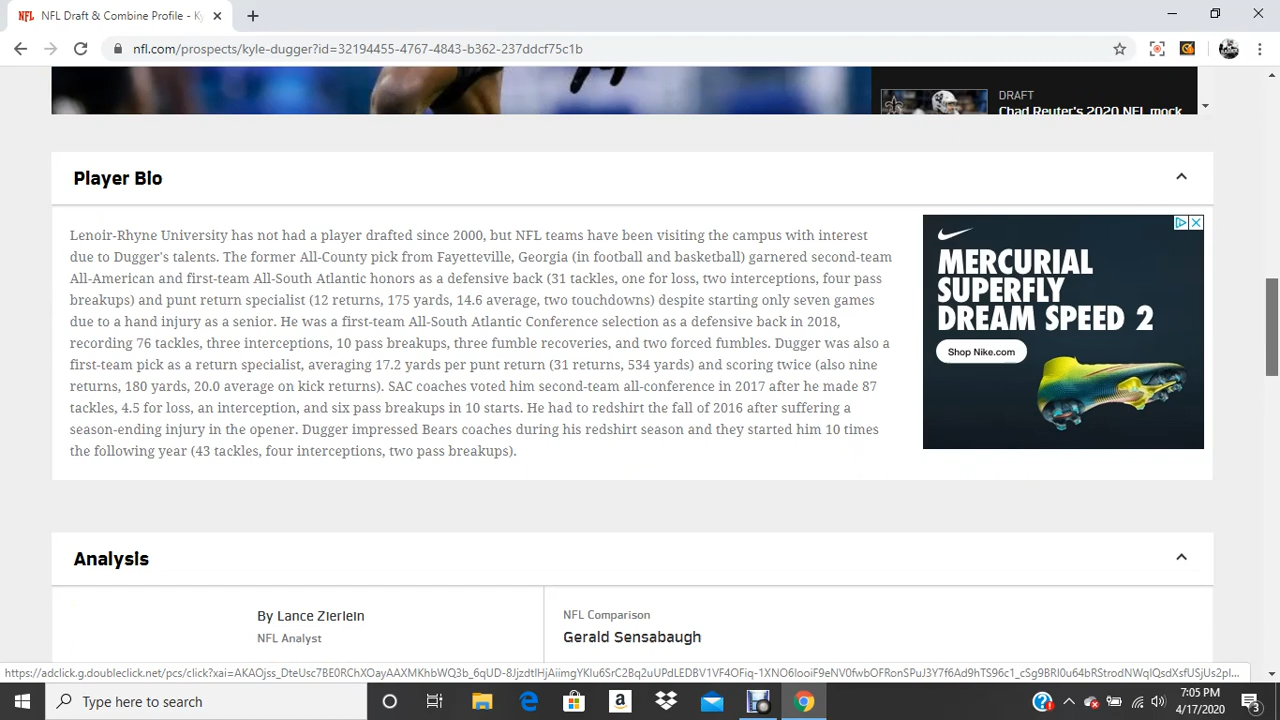 NFL Draft & Combine Profile - Ky
nfl.com/prospects/kyle-dugger?id=32194455-4767-4843-b362-237ddcf75c1b
DRAFT
Chad Reuter's 2020 NFL mock
Player Bio
Lenoir-Rhyne University has not had a player drafted since 2000, but NFL teams have been visiting the campus with interest
due to Dugger's talents. The former All-County pick from Fayetteville, Georgia (in football and basketball) garnered second-team
All-American and first-team All-South Atlantic honors as a defensive back (31 tackles, one for loss, two interceptions, four pass
breakups) and punt return specialist (12 returns, 175 yards, 14.6 average, two touchdowns) despite starting only seven games
due to a hand injury as a senior. He was a first-team All-South Atlantic Conference selection as a defensive back in 2018,
recording 76 tackles, three interceptions, 10 pass breakups, three fumble recoveries, and two forced fumbles. Dugger was also a
first-team pick as a return specialist, averaging 17.2 yards per punt return (31 returns, 534 yards) and scoring twice (also nine
returns, 180 yards, 20.0 average on kick returns). SAC coaches voted him second-team all-conference in 2017 after he made 87
tackles, 4.5 for loss, an interception, and six pass breakups in 10 starts. He had to redshirt the fall of 2016 after suffering a
season-ending injury in the opener. Dugger impressed Bears coaches during his redshirt season and they started him 10 times
the following year (43 tackles, four interceptions, two pass breakups).
MERCURIAL
SUPERFLY
DREAM SPEED 2
Shop Nike.com
Analysis
By Lance Zierlein
NFL Analyst
NFL Comparison
Gerald Sensabaugh
Type here to search
7:05 PM
4/17/2020